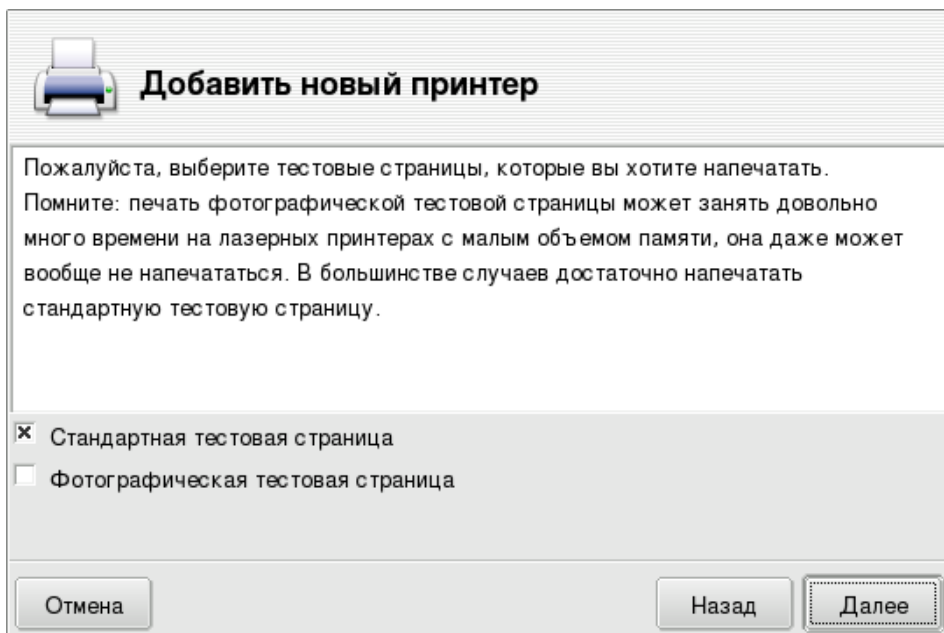 Добавить новый принтер
Пожалуйста, выберите тестовые страницы, которые вы хотите напечатать.
Помните: печать фотографической тестовой страницы может занять довольно
много времени на лазерных принтерах с малым объемом памяти, она даже может
вообще не напечататься. В большинстве случаев достаточно напечатать
стандартную тестовую страницу.
Стандартная тестовая страница
Фотографическая тестовая страница
Отмена Назад Далее